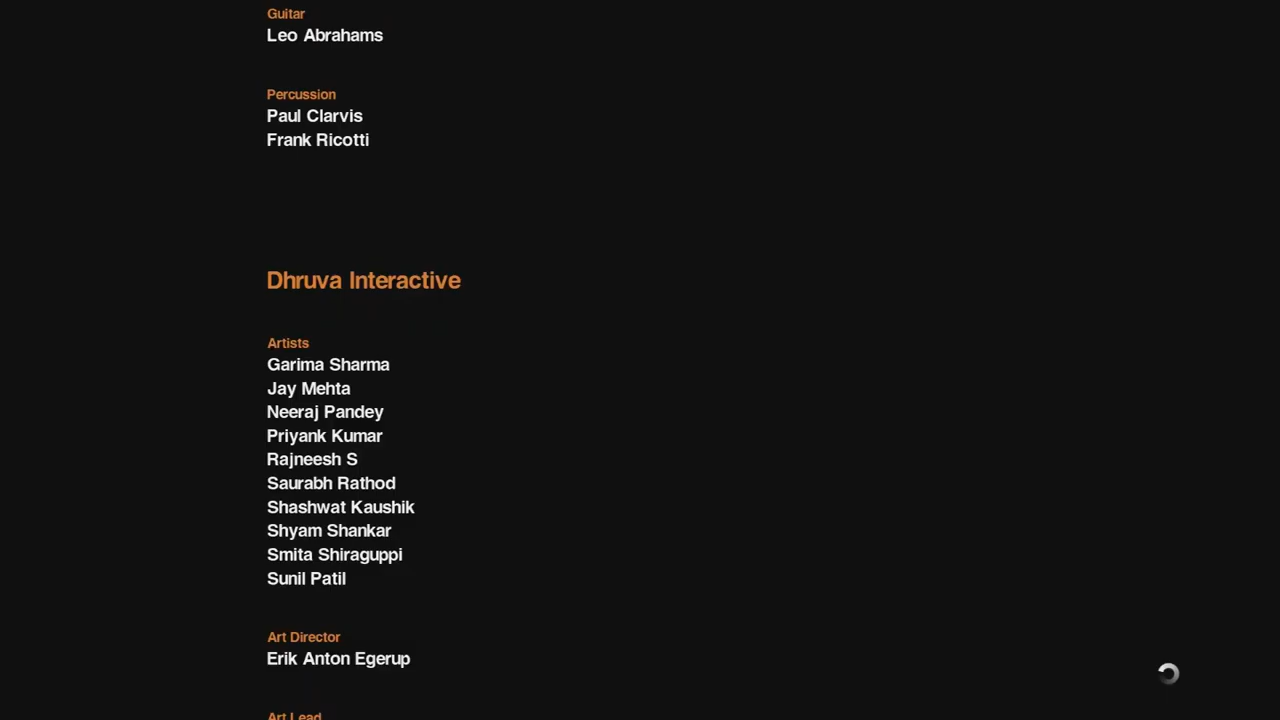 Guitar
Leo Abrahams
Percussion
Paul Clarvis
Frank Ricotti
Dhruva Interactive
Artists
Garima Sharma
Jay Mehta
Neeraj Pandey
Priyank Kumar
Rajneesh S
Saurabh Rathod
Shashwat Kaushik
Shyam Shankar
Smita Shiraguppi
Sunil Patil
Art Director
Erik Anton Egerup
Art Lead